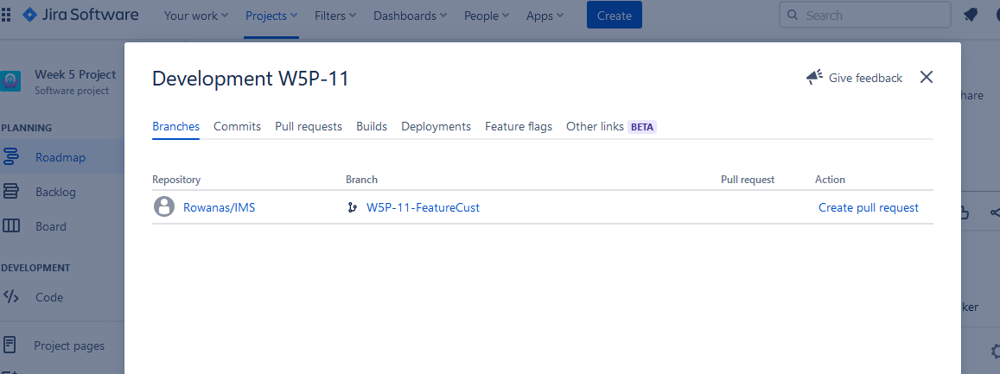 Jira Software Your work Projects Filters Dashboards People Apps Create Search
Week 5 Project
Software project
PLANNING
Roadmap
Backlog
Board
DEVELOPMENT
Code
Project pages
Development W5P-11
Give feedback
Branches Commits Pull requests Builds Deployments Feature flags Other links BETA
Repository Branch Pull request Action
Rowanas/IMS W5P-11-FeatureCust Create pull request
hare
ker